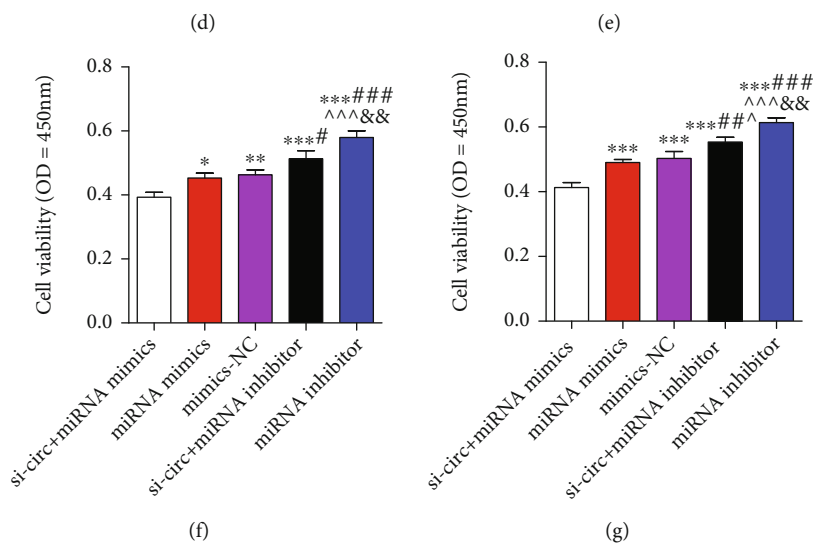 (d)
(e)
Cell viability (OD = 450nm)
0.8
0.6
0.4
0.2
0.0
*
**
***#
***###
^^^&&
si-circ+miRNA mimics
miRNA mimics
mimics-NC
si-circ+miRNA inhibitor
miRNA inhibitor
(f)
Cell viability (OD = 450nm)
0.8
0.6
0.4
0.2
0.0
***
***
***##
^
***###
^^^&&
si-circ+miRNA mimics
miRNA mimics
mimics-NC
si-circ+miRNA inhibitor
miRNA inhibitor
(g)